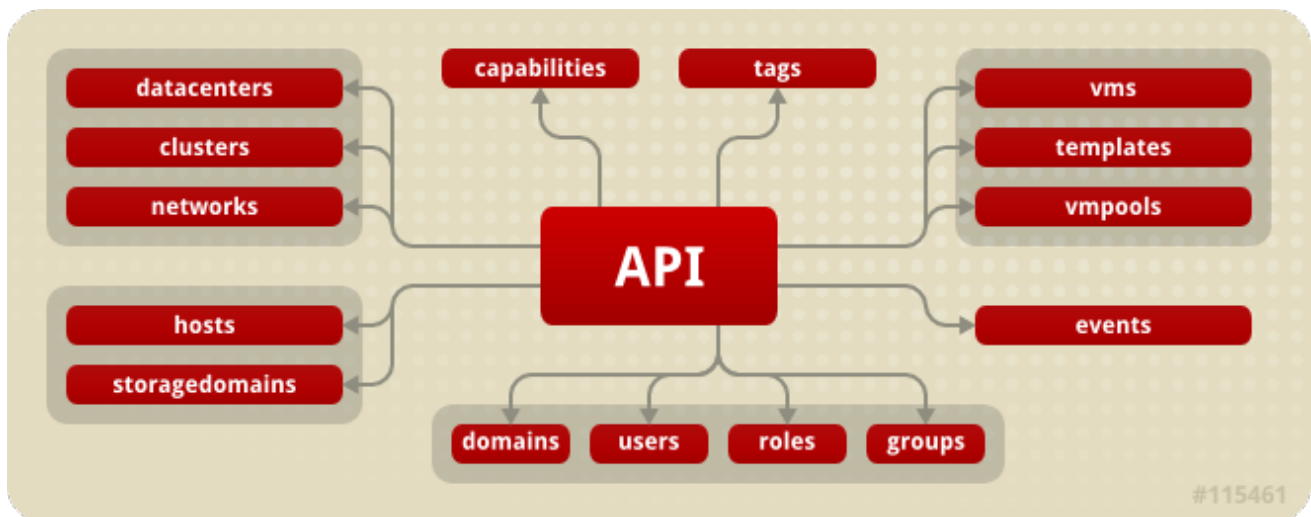 capabilities
tags
datacenters
clusters
networks
vms
templates
vmpools
API
hosts
storagedomains
events
domains
users
roles
groups
#115461